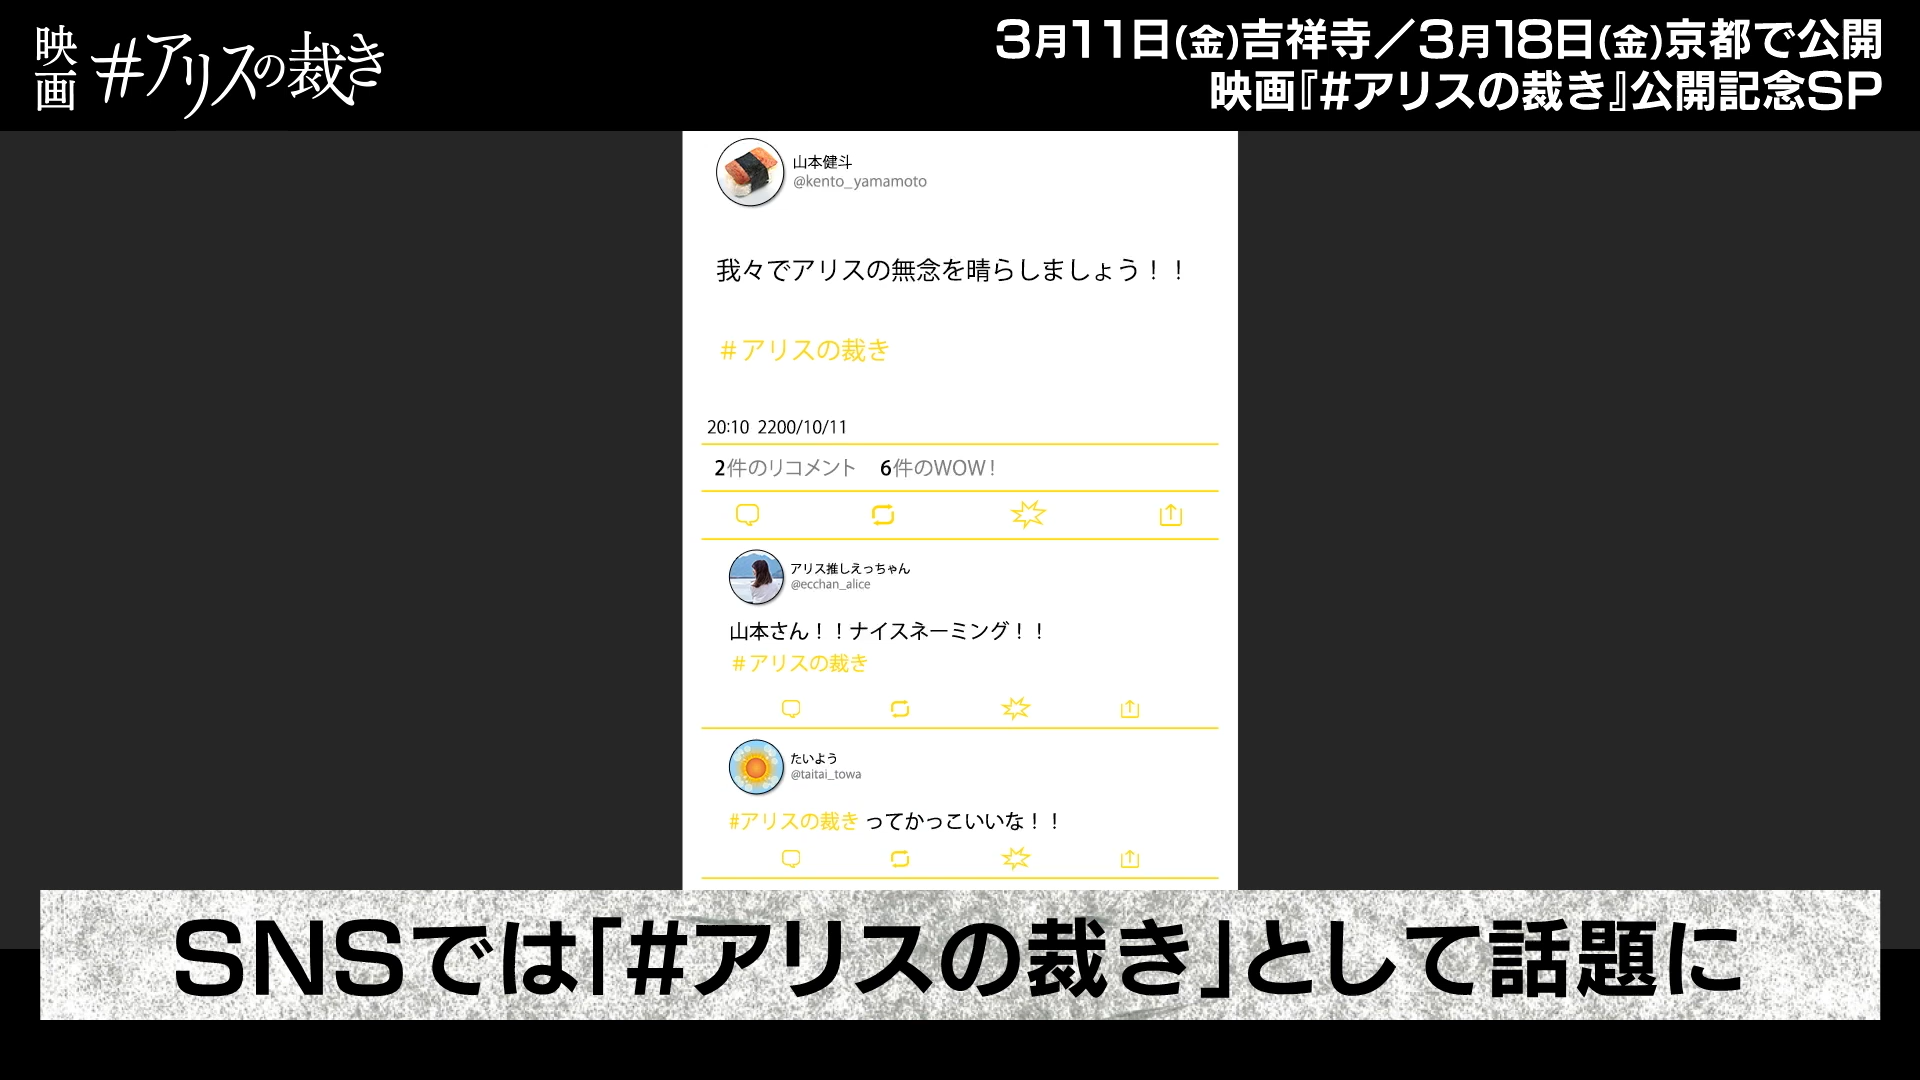 映画 #アリスの裁き
3月11日(金)吉祥寺／3月18日(金)京都で公開
映画『#アリスの裁き』公開記念SP
山本健斗
@kento_yamamoto
我々でアリスの無念を晴らしましょう！！
＃アリスの裁き
20:10 2200/10/11
2件のリコメント 6件のWOW!
アリス推しえっちゃん
@ecchan_alice
山本さん！！ナイスネーミング！！
＃アリスの裁き
たいよう
@taitai_towa
#アリスの裁き ってかっこいいな！！
SNSでは「#アリスの裁き」として話題に